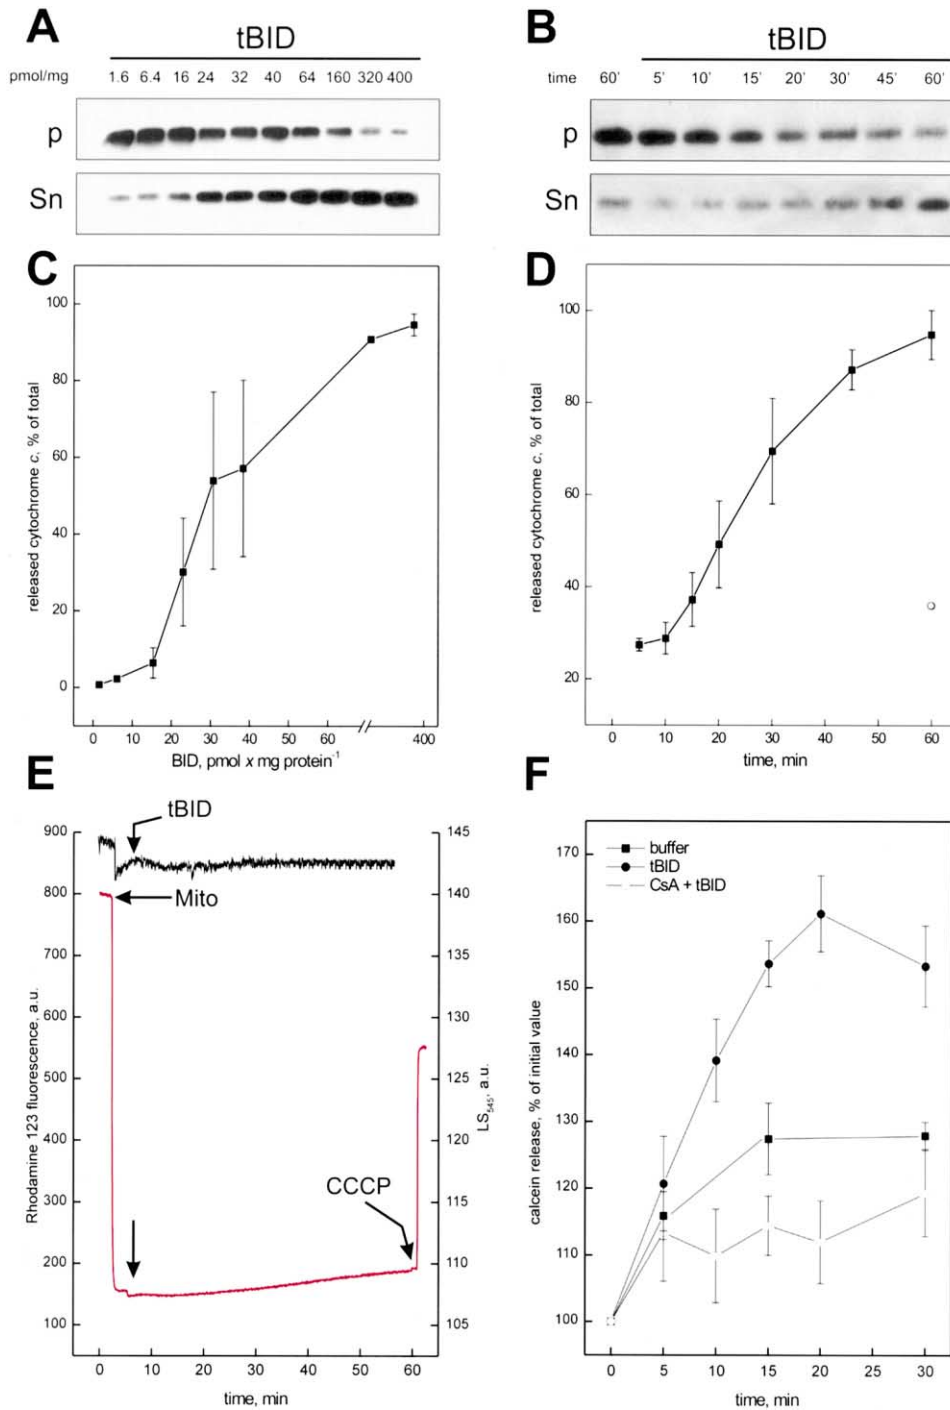 A
tBID
pmol/mg 1.6 6.4 16 24 32 40 64 160 320 400
p
Sn
B
tBID
time 60' 5' 10' 15' 20' 30' 45' 60'
p
Sn
C
released cytochrome c, % of total
100
80
60
40
20
0
0 10 20 30 40 50 60 400
BID, pmol x mg protein-1
D
released cytochrome c, % of total
100
80
60
40
20
0 10 20 30 40 50 60
time, min
E
tBID
Mito
CCCP
Rhodamine 123 fluorescence, a.u.
900
800
700
600
500
400
300
200
100
LS545, a.u.
145
140
135
130
125
120
115
110
105
0 10 20 30 40 50 60
time, min
F
buffer
tBID
CsA + tBID
calcein release, % of initial value
170
160
150
140
130
120
110
100
0 5 10 15 20 25 30
time, min